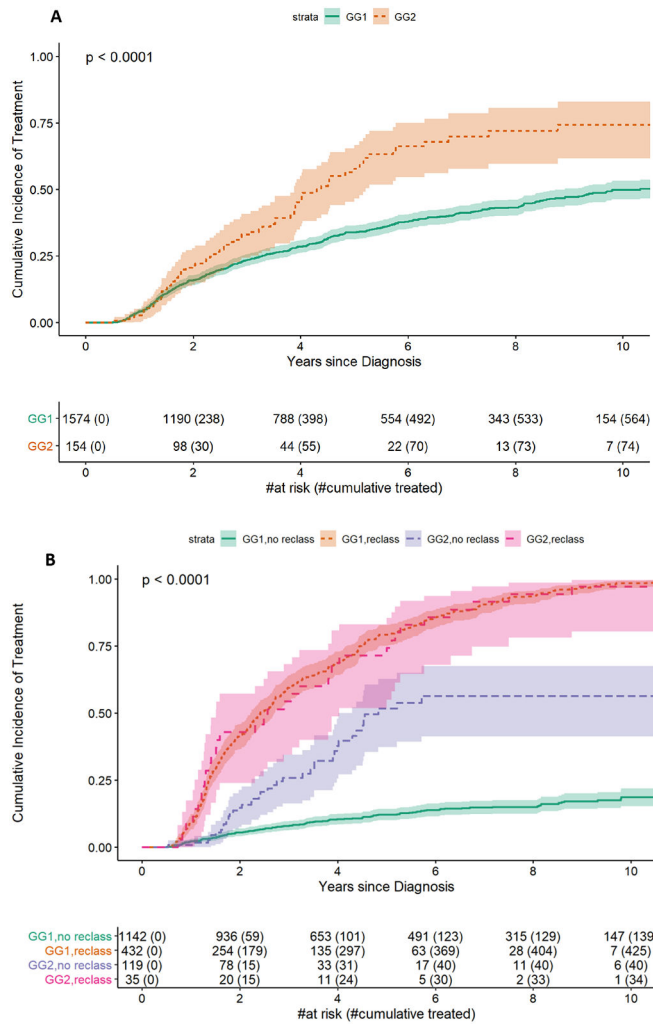 A
strata GG1 GG2
p < 0.0001
Cumulative Incidence of Treatment
1.00
0.75
0.50
0.25
0.00
0 2 4 6 8 10
Years since Diagnosis
GG1 1574 (0) 1190 (238) 788 (398) 554 (492) 343 (533) 154 (564)
GG2 154 (0) 98 (30) 44 (55) 22 (70) 13 (73) 7 (74)
0 2 4 6 8 10
#at risk (#cumulative treated)
B
strata GG1,no reclass GG1,reclass GG2,no reclass GG2,reclass
p < 0.0001
Cumulative Incidence of Treatment
1.00
0.75
0.50
0.25
0.00
0 2 4 6 8 10
Years since Diagnosis
GG1,no reclass 1142 (0) 936 (59) 653 (101) 491 (123) 315 (129) 147 (139
GG1,reclass 432 (0) 254 (179) 135 (297) 63 (369) 28 (404) 7 (425)
GG2,no reclass 119 (0) 78 (15) 33 (31) 17 (40) 11 (40) 6 (40)
GG2,reclass 35 (0) 20 (15) 11 (24) 5 (30) 2 (33) 1 (34)
0 2 4 6 8 10
#at risk (#cumulative treated)